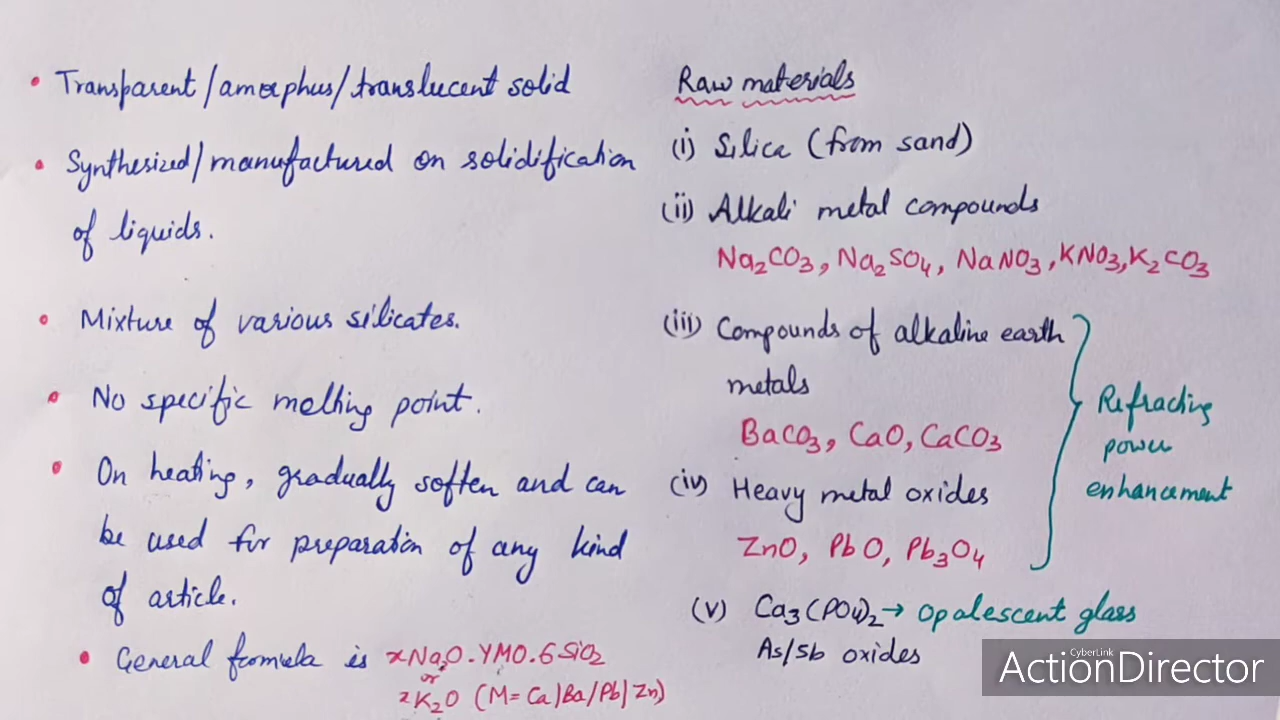 • Transparent/amorphus/translucent solid
• Synthesized/manufactured on solidification
of liquids.
• Mixture of various silicates.
• No specific melting point.
• On heating, gradually soften and can
be used for preparation of any kind
of article.
• General formula is xNa₂O.YMO.6SiO₂
or
xK₂O (M=Ca/Ba/Pb/Zn)
Raw materials
(i) Silica (from sand)
(ii) Alkali metal compounds
Na₂CO₃, Na₂SO₄, NaNO₃, KNO₃, K₂CO₃
(iii) Compounds of alkaline earth
metals
BaCO₃, CaO, CaCO₃
(iv) Heavy metal oxides
ZnO, PbO, Pb₃O₄
Refracting
power
enhancement
(v) Ca₃(PO₄)₂→ Opalescent glass
As/Sb oxides
CyberLink
ActionDirector